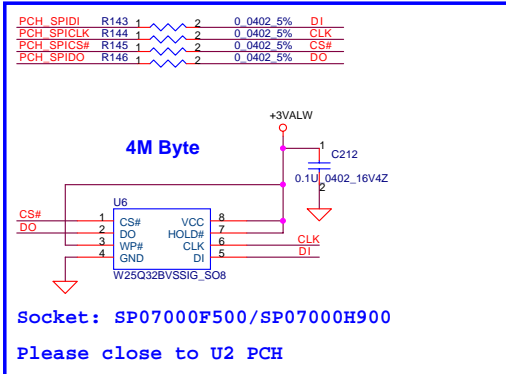 PCH_SPIDI R143 1 2 0_0402_5% DI
PCH_SPICLK R144 1 2 0_0402_5% CLK
PCH_SPICS# R145 1 2 0_0402_5% CS#
PCH_SPIDO R146 1 2 0_0402_5% DO
+3VALW
4M Byte
1
C212
0.1U_0402_16V4Z
2
U6
CS# 1 CS# VCC 8
DO 2 DO HOLD# 7
3 WP# CLK 6 CLK
4 GND DI 5 DI
W25Q32BVSSIG_SO8
Socket: SP07000F500/SP07000H900
Please close to U2 PCH